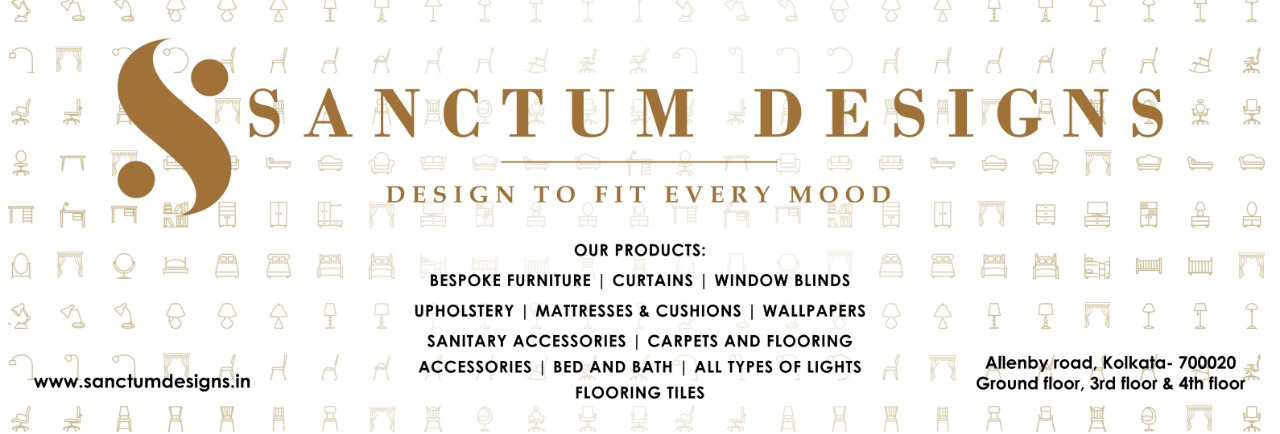 SANCTUM DESIGNS
DESIGN TO FIT EVERY MOOD
OUR PRODUCTS:
BESPOKE FURNITURE | CURTAINS | WINDOW BLINDS
UPHOLSTERY | MATTRESSES & CUSHIONS | WALLPAPERS
SANITARY ACCESSORIES | CARPETS AND FLOORING
ACCESSORIES | BED AND BATH | ALL TYPES OF LIGHTS
FLOORING TILES
www.sanctumdesigns.in
Allenby road, Kolkata- 700020
Ground floor, 3rd floor & 4th floor